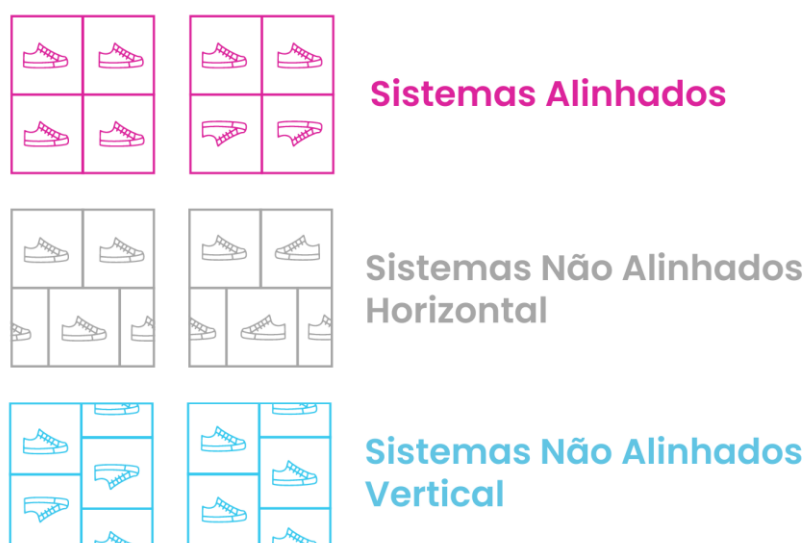 Sistemas Alinhados
Sistemas Não Alinhados
Horizontal
Sistemas Não Alinhados
Vertical